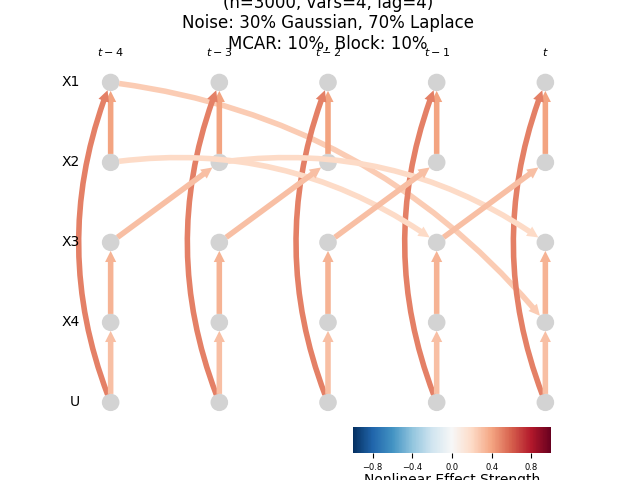 (n=3000, vars=4, lag=4)
Noise: 30% Gaussian, 70% Laplace
MCAR: 10%, Block: 10%
t − 4 t − 3 t − 2 t − 1 t
X1
X2
X3
X4
U
−0.8 −0.4 0.0 0.4 0.8
Nonlinear Effect Strength